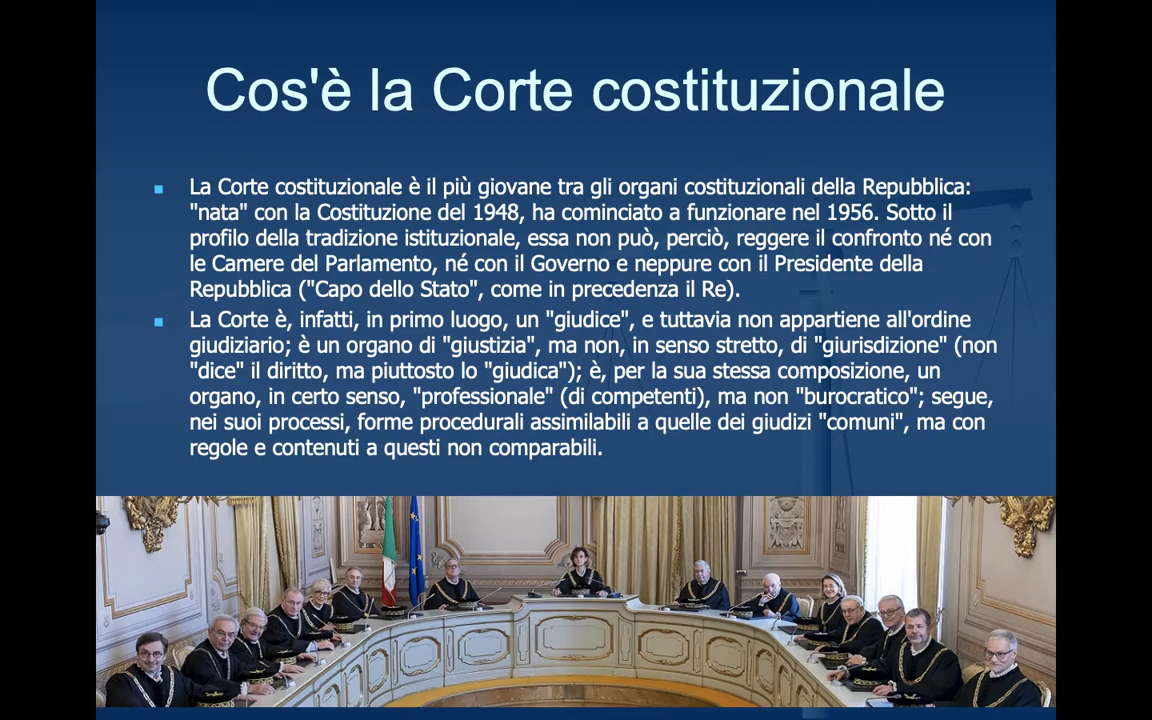 Cos'è la Corte costituzionale
La Corte costituzionale è il più giovane tra gli organi costituzionali della Repubblica:
"nata" con la Costituzione del 1948, ha cominciato a funzionare nel 1956. Sotto il
profilo della tradizione istituzionale, essa non può, perciò, reggere il confronto né con
le Camere del Parlamento, né con il Governo e neppure con il Presidente della
Repubblica ("Capo dello Stato", come in precedenza il Re).
La Corte è, infatti, in primo luogo, un "giudice", e tuttavia non appartiene all'ordine
giudiziario; è un organo di "giustizia", ma non, in senso stretto, di "giurisdizione" (non
"dice" il diritto, ma piuttosto lo "giudica"); è, per la sua stessa composizione, un
organo, in certo senso, "professionale" (di competenti), ma non "burocratico"; segue,
nei suoi processi, forme procedurali assimilabili a quelle dei giudizi "comuni", ma con
regole e contenuti a questi non comparabili.